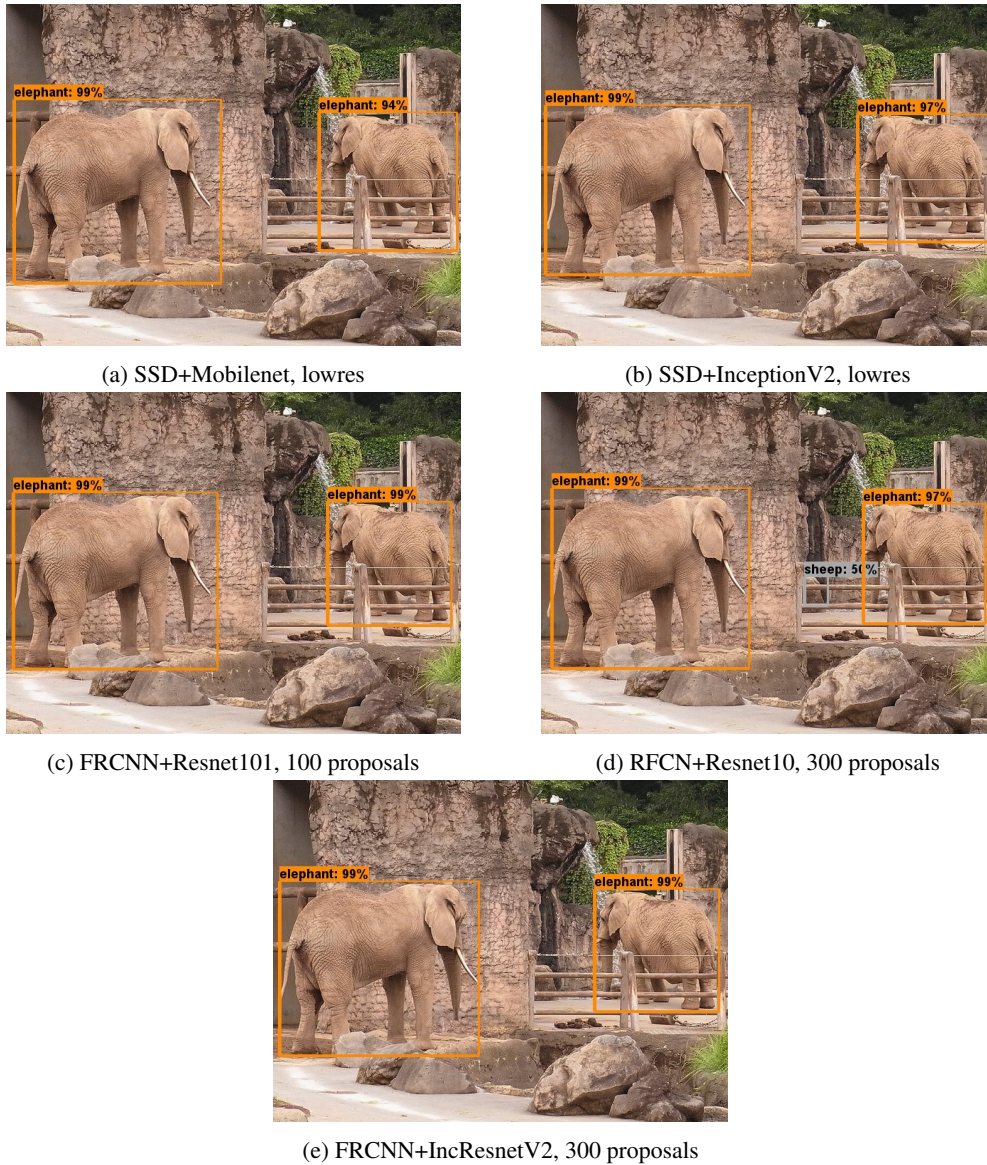 elephant: 99%
elephant: 94%
elephant: 99%
elephant: 97%
(a) SSD+Mobilenet, lowres
(b) SSD+InceptionV2, lowres
elephant: 99%
elephant: 99%
elephant: 99%
elephant: 97%
sheep: 50%
(c) FRCNN+Resnet101, 100 proposals
(d) RFCN+Resnet10, 300 proposals
elephant: 99%
elephant: 99%
(e) FRCNN+IncResnetV2, 300 proposals